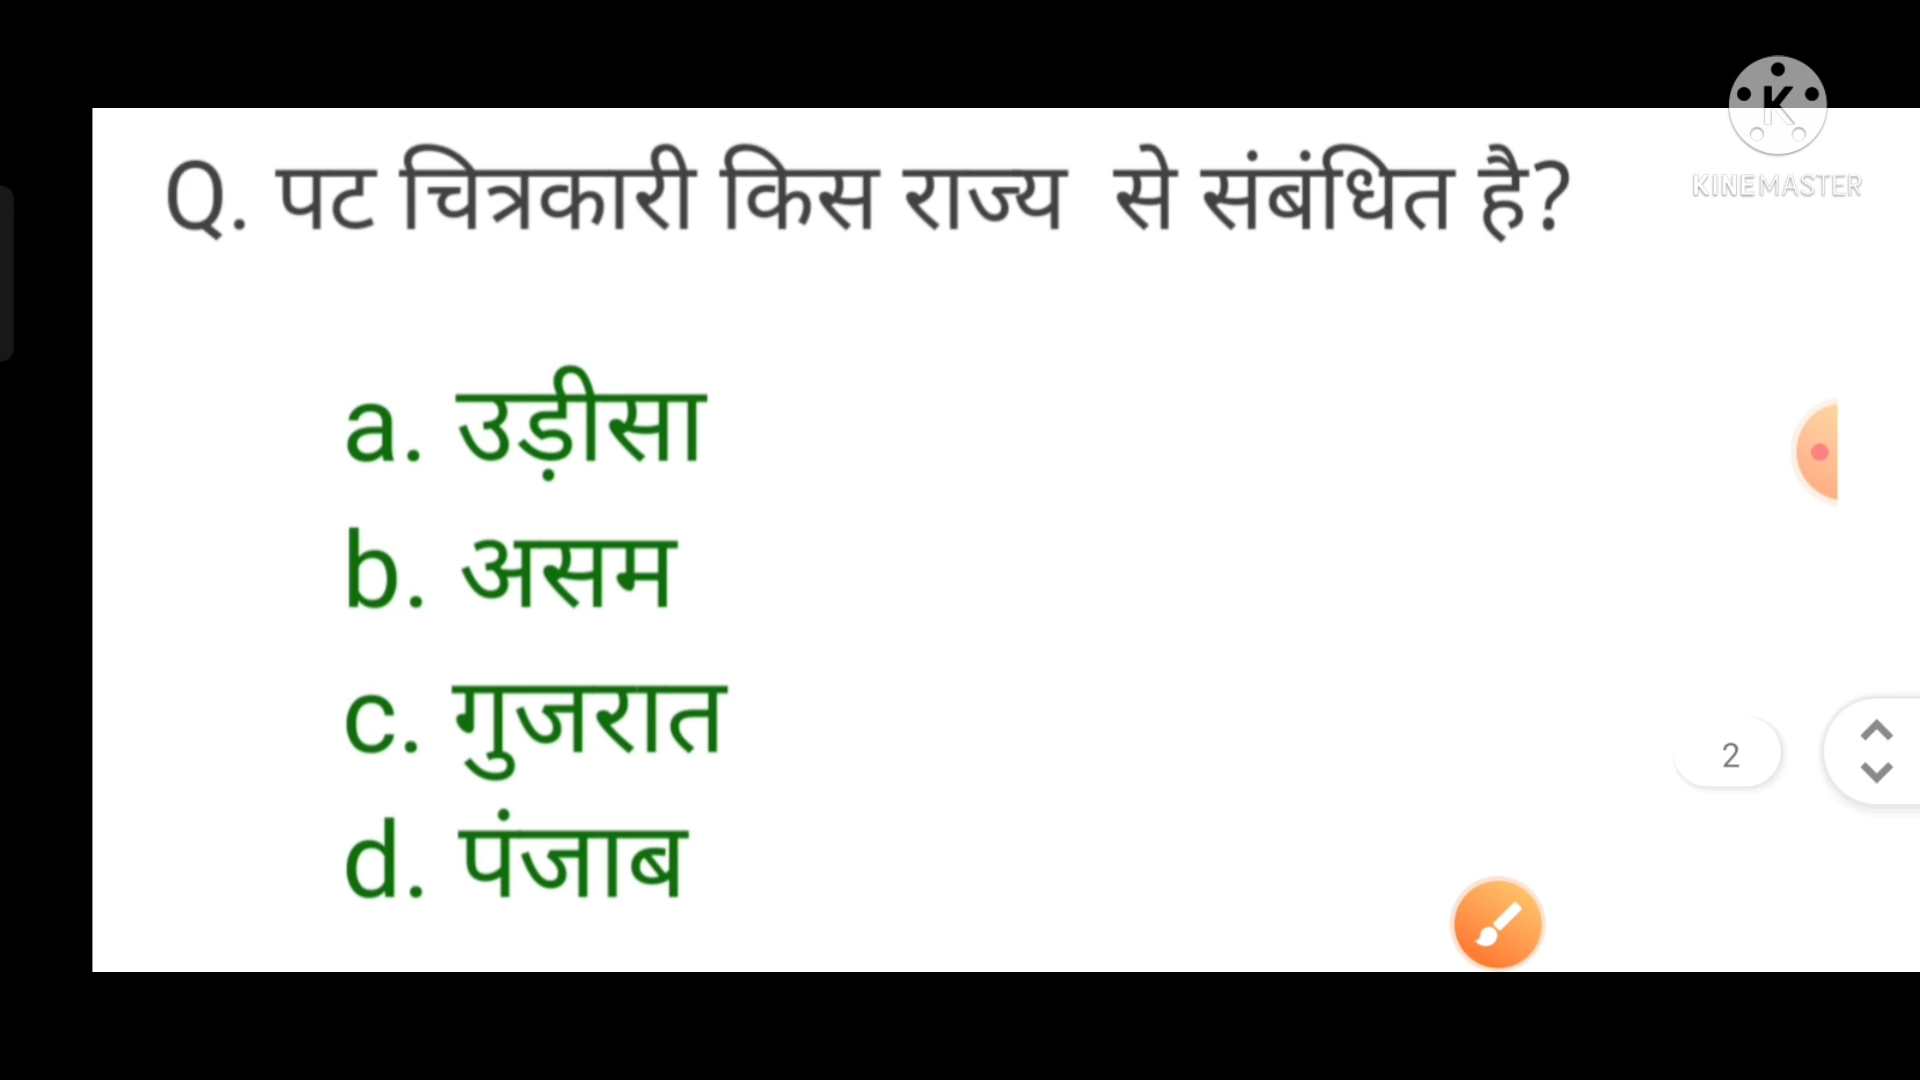 Q. पट चित्रकारी किस राज्य से संबंधित है?
KINEMASTER
a. उड़ीसा
b. असम
c. गुजरात
2
d. पंजाब